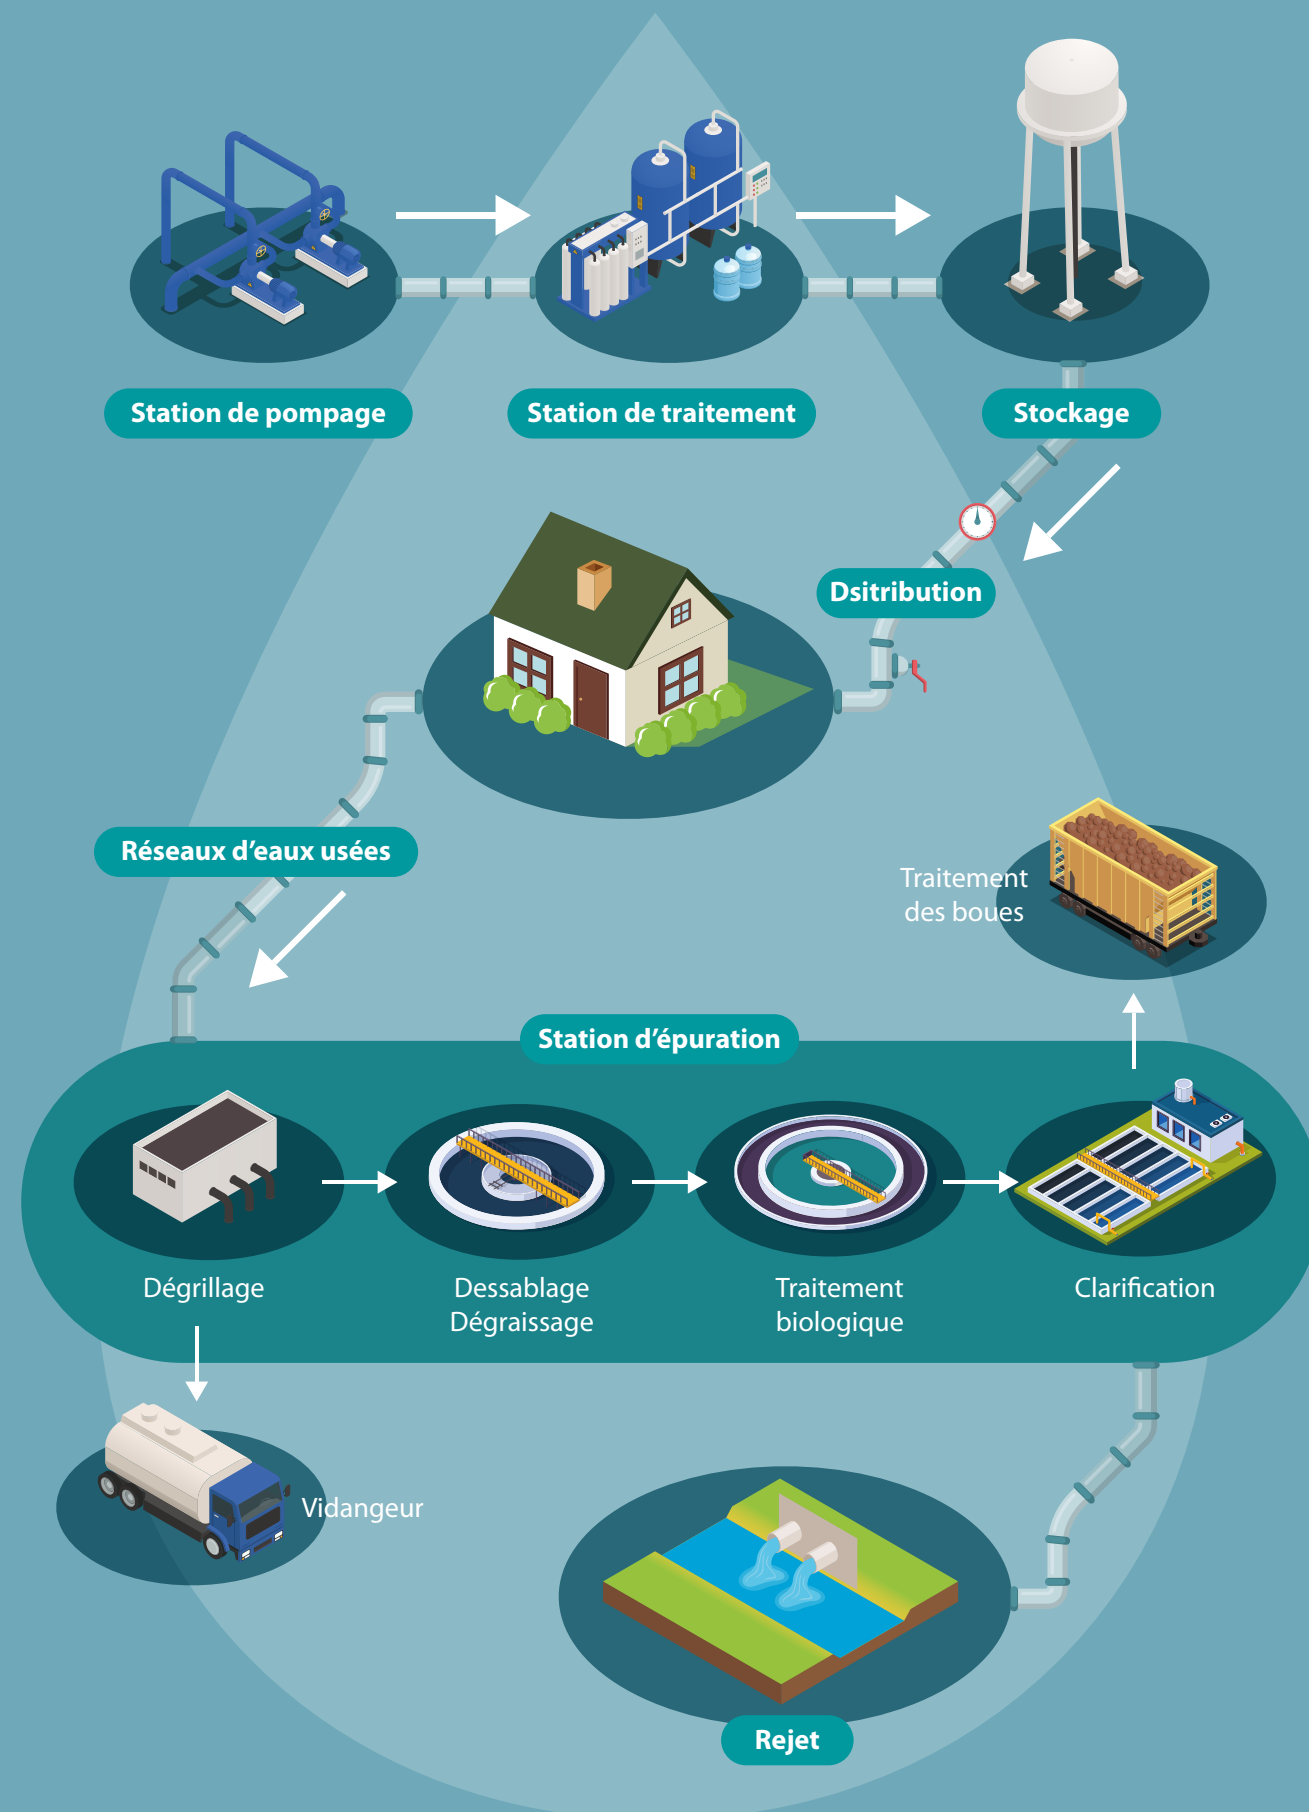 Station de pompage
Station de traitement
Stockage
Dsitribution
Réseaux d’eaux usées
Traitement
des boues
Station d’épuration
Dégrillage
Dessablage
Dégraissage
Traitement
biologique
Clarification
Vidangeur
Rejet